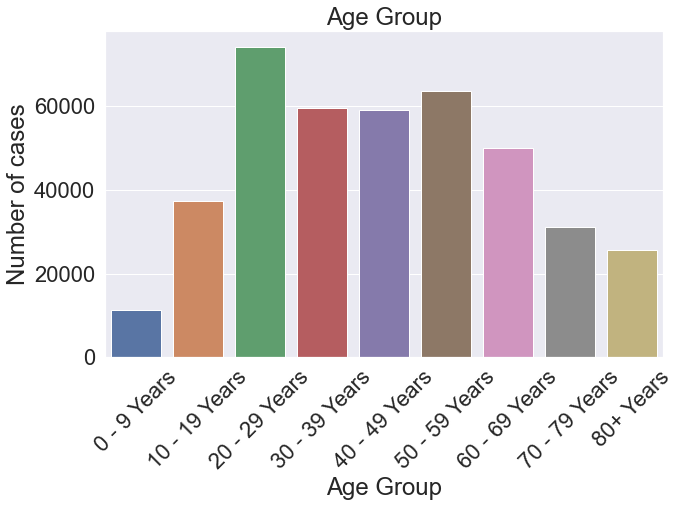 Age Group
Number of cases
60000
40000
20000
0
0 - 9 Years
10 - 19 Years
20 - 29 Years
30 - 39 Years
40 - 49 Years
50 - 59 Years
60 - 69 Years
70 - 79 Years
80+ Years
Age Group